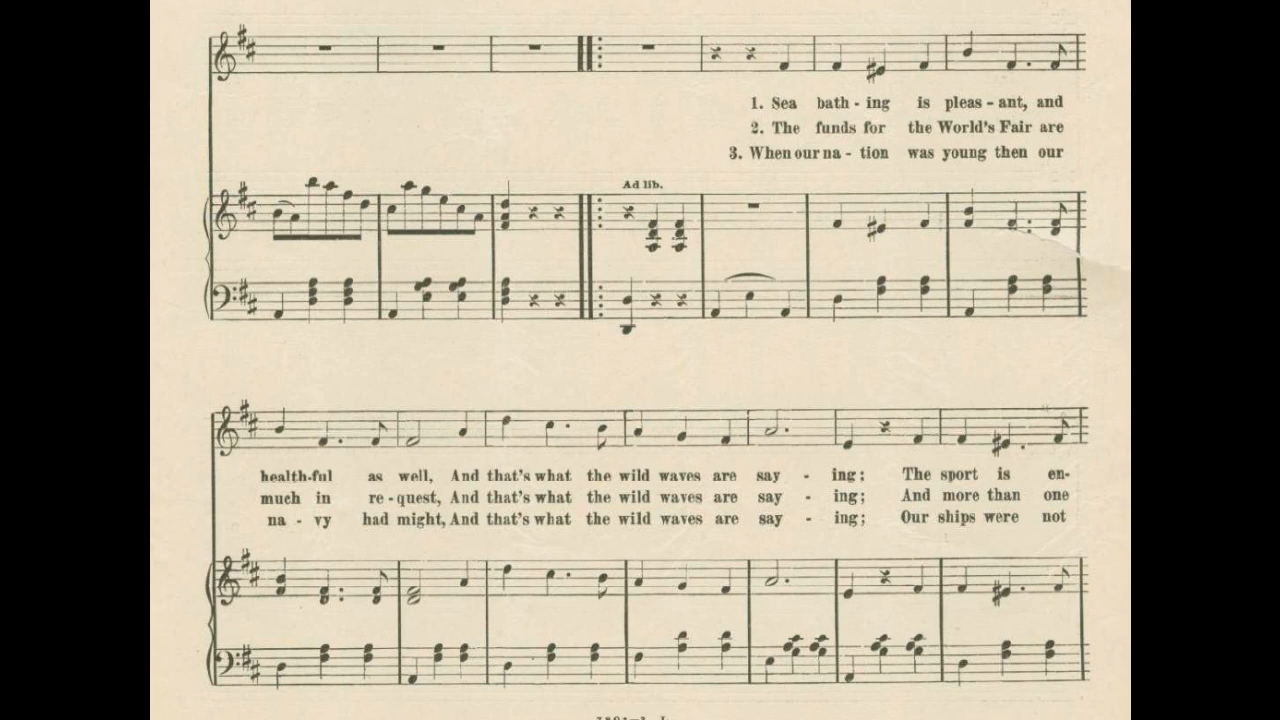 1. Sea bath - ing is pleas - ant, and
2. The funds for the World's Fair are
3. When our na - tion was young then our
Ad lib.
health-ful as well, And that's what the wild waves are say - ing; The sport is en-
much in re - quest, And that's what the wild waves are say - ing; And more than one
na - vy had might, And that's what the wild waves are say - ing; Our ships were not